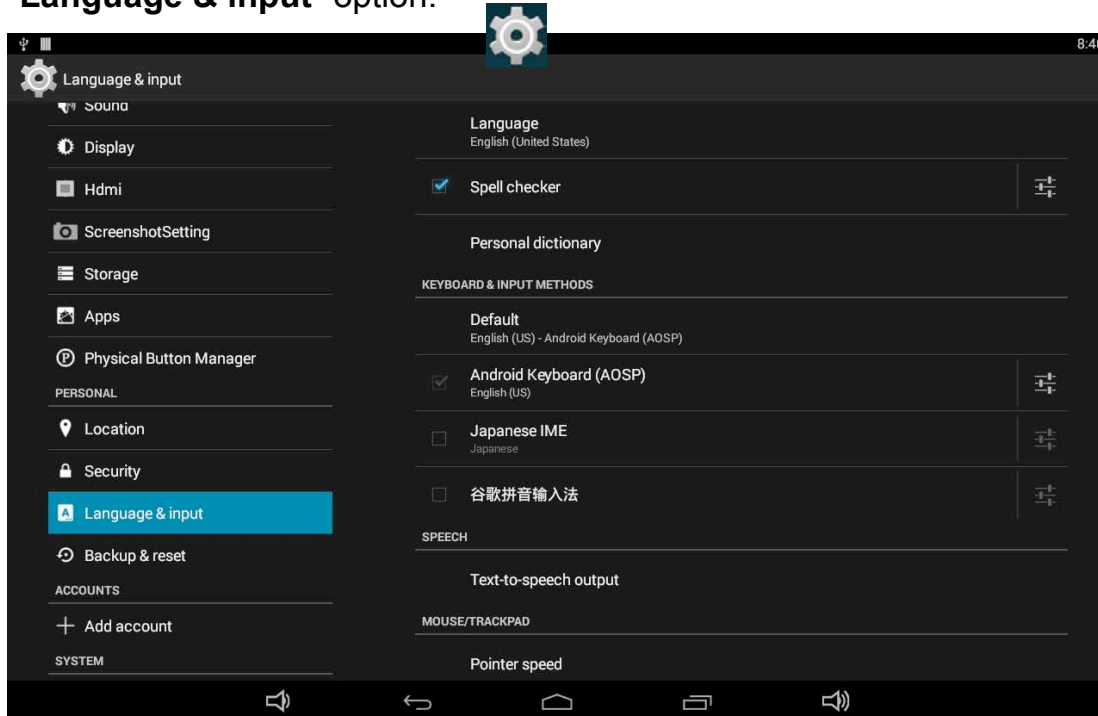 Language & input" option.
8:40
Language & input
Sound
Display
Hdmi
ScreenshotSetting
Storage
Apps
Physical Button Manager
PERSONAL
Location
Security
Language & input
Backup & reset
ACCOUNTS
Add account
SYSTEM
Language
English (United States)
Spell checker
Personal dictionary
KEYBOARD & INPUT METHODS
Default
English (US) - Android Keyboard (AOSP)
Android Keyboard (AOSP)
English (US)
Japanese IME
Japanese
谷歌拼音输入法
SPEECH
Text-to-speech output
MOUSE/TRACKPAD
Pointer speed